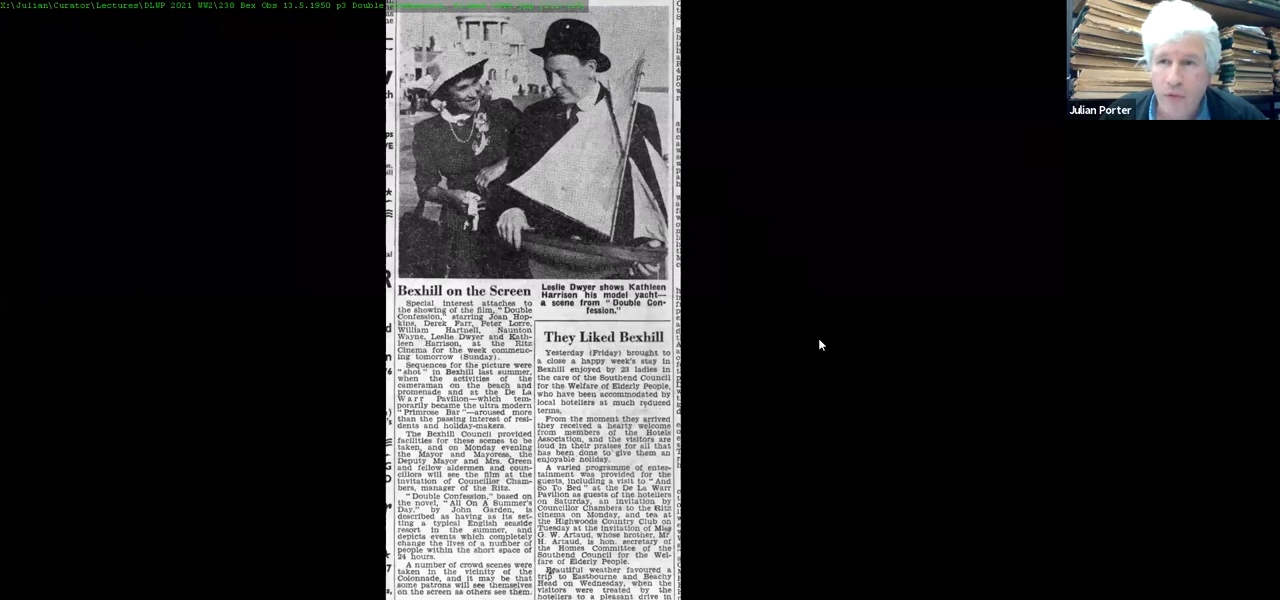 X:\Julian\Curator\Lectures\DLWP 2021 WW2\238 Bex Obs 13.5.1950 p3 Double
Julian Porter
Bexhill on the Screen
Special interest attaches to
the showing of the film, "Double
Confession," starring Joan Hop-
kins, Derek Farr, Peter Lorre,
William Hartnell, Naunton
Wayne, Leslie Dwyer and Kath-
leen Harrison, at the Ritz
Cinema for the week commenc-
ing tomorrow (Sunday).
Sequences for the picture were
"shot" in Bexhill last summer,
when the activities of the
cameraman on the beach and
promenade and at the De La
Warr Pavilion—which tem-
porarily became the ultra modern
"Primrose Bar"—aroused more
than the passing interest of resi-
dents and holiday-makers.
The Bexhill Council provided
facilities for these scenes to be
taken, and on Monday evening
the Mayor and Mayoress, the
Deputy Mayor and Mrs. Green
and fellow aldermen and coun-
cillors will see the film at the
invitation of Councillor Cham-
bers, manager of the Ritz.
"Double Confession," based on
the novel, "All On A Summer's
Day," by John Garden, is
described as having as its set-
ting a typical English seaside
resort in the summer, and
depicts events which completely
change the lives of a number of
people within the short space of
24 hours.
A number of crowd scenes were
taken in the vicinity of the
Colonnade, and it may be that
some patrons will see themselves
on the screen as others see them.
Leslie Dwyer shows Kathleen
Harrison his model yacht—
a scene from "Double Con-
fession."
They Liked Bexhill
Yesterday (Friday) brought to
a close a happy week's stay in
Bexhill enjoyed by 23 ladies in
the care of the Southend Council
for the Welfare of Elderly People,
who have been accommodated by
local hoteliers at much reduced
terms.
From the moment they arrived
they received a hearty welcome
from members of the Hotels
Association, and the visitors are
loud in their praises for all that
has been done to give them an
enjoyable holiday.
A varied programme of enter-
tainment was provided for the
guests, including a visit to "And
So To Bed" at the De La Warr
Pavilion as guests of the hoteliers
on Saturday, an invitation by
Councillor Chambers to the Ritz
cinema on Monday, and tea at
the Highwoods Country Club on
Tuesday at the invitation of Miss
G. W. Artaud, whose brother, Mr
H. Artaud, is hon. secretary of
the Homes Committee of the
Southend Council for the Wel-
fare of Elderly People.
Beautiful weather favoured a
trip to Eastbourne and Beachy
Head on Wednesday, when the
visitors were treated by the
hoteliers to a pleasant drive in